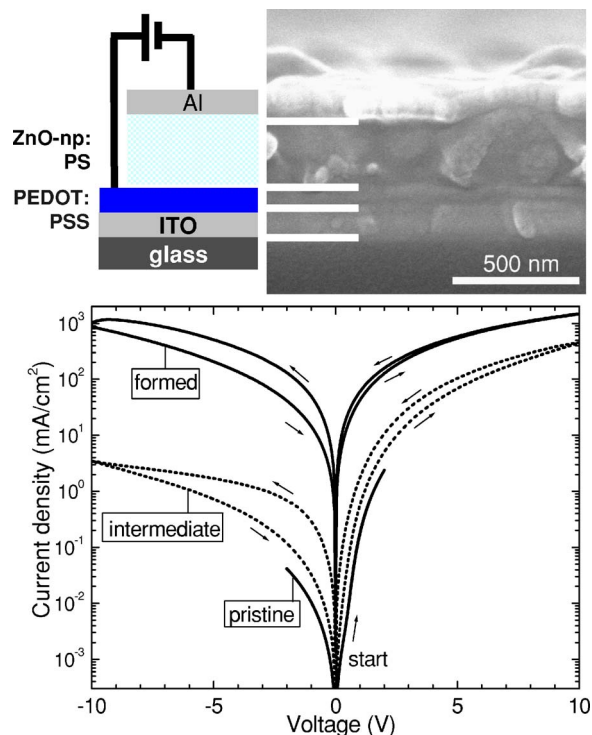 Al
ZnO-np:
PS
PEDOT:
PSS
ITO
glass
500 nm
10³
10²
10¹
10⁰
10⁻¹
10⁻²
10⁻³
Current density (mA/cm²)
formed
intermediate
pristine
start
-10 -5 0 5 10
Voltage (V)